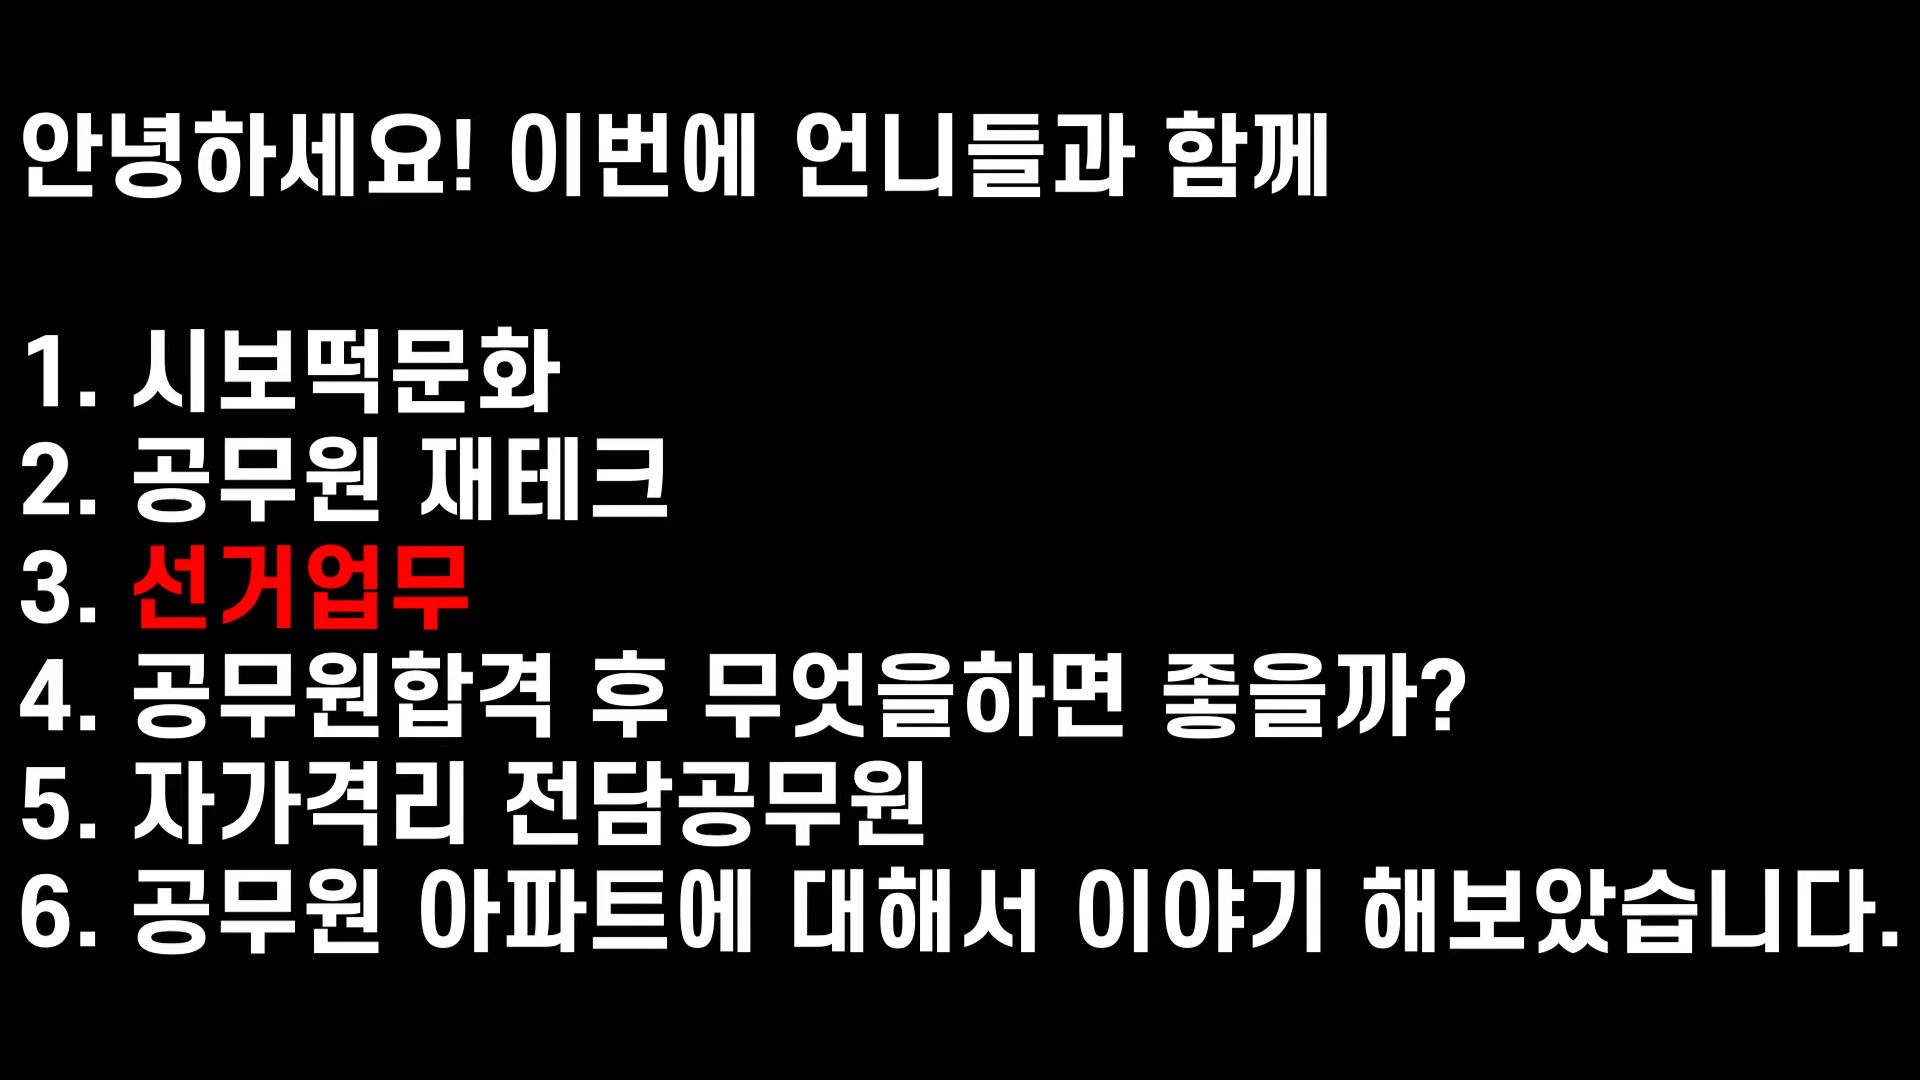 안녕하세요! 이번에 언니들과 함께
1. 시보떡문화
2. 공무원 재테크
3. 선거업무
4. 공무원합격 후 무엇을하면 좋을까?
5. 자가격리 전담공무원
6. 공무원 아파트에 대해서 이야기 해보았습니다.